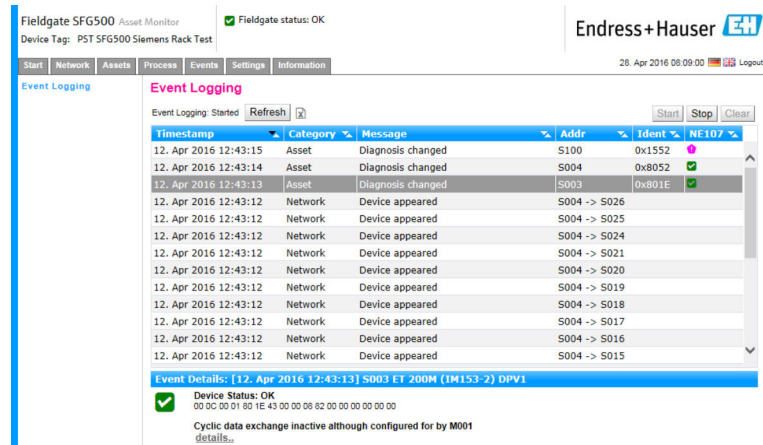 Fieldgate SFG500 Asset Monitor
Fieldgate status: OK
Device Tag: PST SFG500 Siemens Rack Test
Endress+Hauser EH
Start Network Assets Process Events Settings Information
28. Apr 2016 08:09:00 Logout
Event Logging
Event Logging
Event Logging: Started Refresh Start Stop Clear
Timestamp Category Message Addr Ident NE107
12. Apr 2016 12:43:15 Asset Diagnosis changed S100 0x1552
12. Apr 2016 12:43:14 Asset Diagnosis changed S004 0x8052
12. Apr 2016 12:43:13 Asset Diagnosis changed S003 0x801E
12. Apr 2016 12:43:12 Network Device appeared S004 -> S026
12. Apr 2016 12:43:12 Network Device appeared S004 -> S025
12. Apr 2016 12:43:12 Network Device appeared S004 -> S024
12. Apr 2016 12:43:12 Network Device appeared S004 -> S021
12. Apr 2016 12:43:12 Network Device appeared S004 -> S020
12. Apr 2016 12:43:12 Network Device appeared S004 -> S019
12. Apr 2016 12:43:12 Network Device appeared S004 -> S018
12. Apr 2016 12:43:12 Network Device appeared S004 -> S017
12. Apr 2016 12:43:12 Network Device appeared S004 -> S016
12. Apr 2016 12:43:12 Network Device appeared S004 -> S015
Event Details: [12. Apr 2016 12:43:13] S003 ET 200M (IM153-2) DPV1
Device Status: OK
00 0C 00 01 80 1E 43 00 00 08 82 00 00 00 00 00 00
Cyclic data exchange inactive although configured for by M001
details..